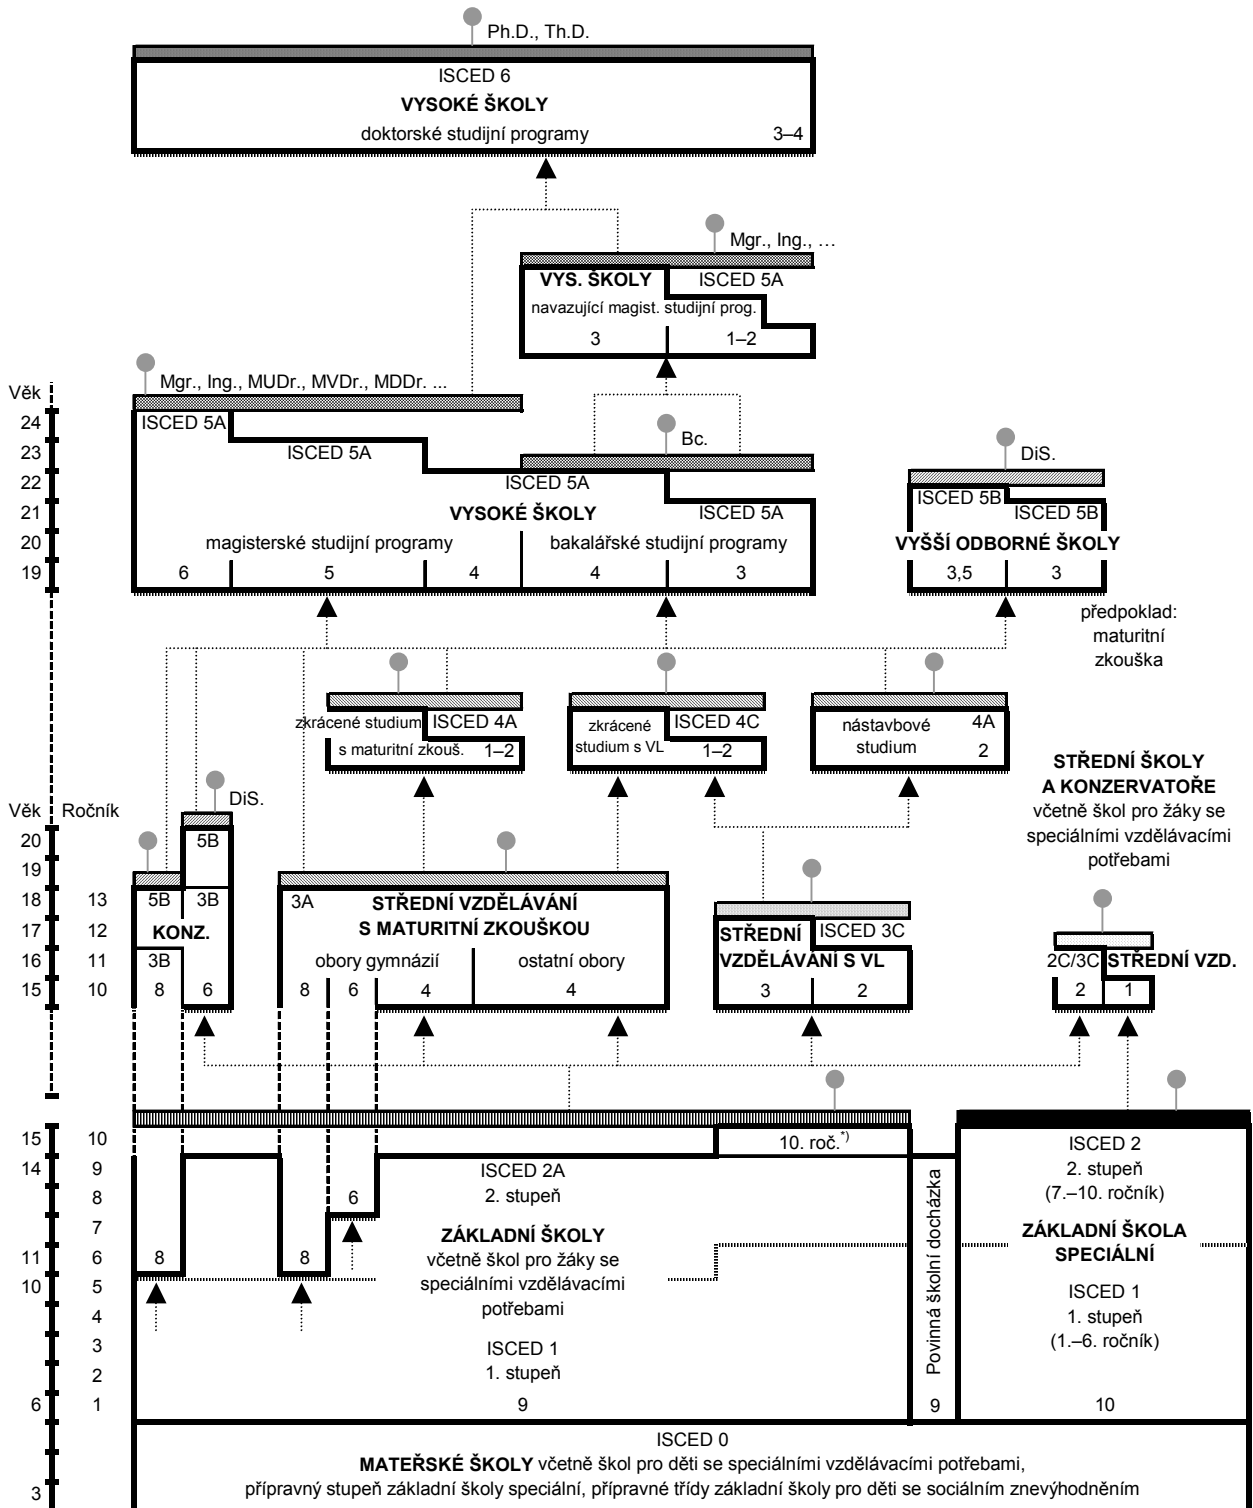 Ph.D., Th.D.
ISCED 6
VYSOKÉ ŠKOLY
doktorské studijní programy 3–4
Mgr., Ing., …
VYS. ŠKOLY ISCED 5A
navazující magist. studijní prog.
3 1–2
Mgr., Ing., MUDr., MVDr., MDDr. ...
Věk
24 ISCED 5A
23 ISCED 5A Bc. DiS.
22 ISCED 5A ISCED 5B
21 VYSOKÉ ŠKOLY ISCED 5A ISCED 5B
20 magisterské studijní programy bakalářské studijní programy VYŠŠÍ ODBORNÉ ŠKOLY
19 6 5 4 4 3 3,5 3
předpoklad:
maturitní
zkouška
zkrácené studium ISCED 4A
s maturitní zkouš. 1–2
zkrácené ISCED 4C
studium s VL 1–2
nástavbové 4A
studium 2
STŘEDNÍ ŠKOLY
A KONZERVATOŘE
včetně škol pro žáky se
speciálními vzdělávacími
potřebami
DiS.
Věk Ročník
20 5B
19
18 13 5B 3B 3A STŘEDNÍ VZDĚLÁVÁNÍ
17 12 KONZ. S MATURITNÍ ZKOUŠKOU STŘEDNÍ ISCED 3C
16 11 3B obory gymnázií ostatní obory VZDĚLÁVÁNÍ S VL 2C/3C STŘEDNÍ VZD.
15 10 8 6 8 6 4 4 3 2 2 1
15 10 10. roč.*) ISCED 2
14 9 ISCED 2A 2. stupeň
8 6 2. stupeň (7.–10. ročník)
7 ZÁKLADNÍ ŠKOLY ZÁKLADNÍ ŠKOLA
11 6 8 8 včetně škol pro žáky se SPECIÁLNÍ
10 5 speciálními vzdělávacími ISCED 1
4 potřebami 1. stupeň
3 ISCED 1 (1.–6. ročník)
2 1. stupeň
Povinná školní docházka
6 1 9 9 10
ISCED 0
MATEŘSKÉ ŠKOLY včetně škol pro děti se speciálními vzdělávacími potřebami,
3 přípravný stupeň základní školy speciální, přípravné třídy základní školy pro děti se sociálním znevýhodněním